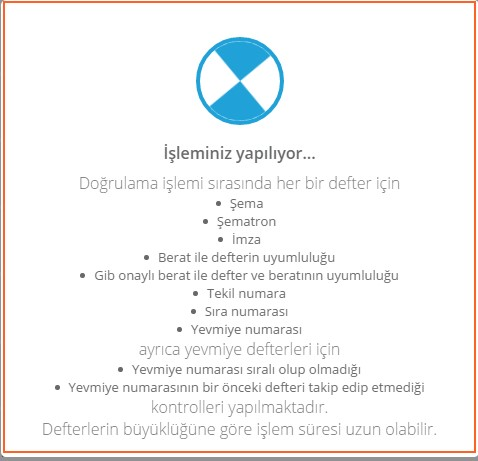 İşleminiz yapılıyor...
Doğrulama işlemi sırasında her bir defter için
• Şema
• Şematron
• İmza
• Berat ile defterin uyumluluğu
• Gib onaylı berat ile defter ve beratının uyumluluğu
• Tekil numara
• Sıra numarası
• Yevmiye numarası
ayrıca yevmiye defterleri için
• Yevmiye numarası sıralı olup olmadığı
• Yevmiye numarasının bir önceki defteri takip edip etmediği
kontrolleri yapılmaktadır.
Defterlerin büyüklüğüne göre işlem süresi uzun olabilir.